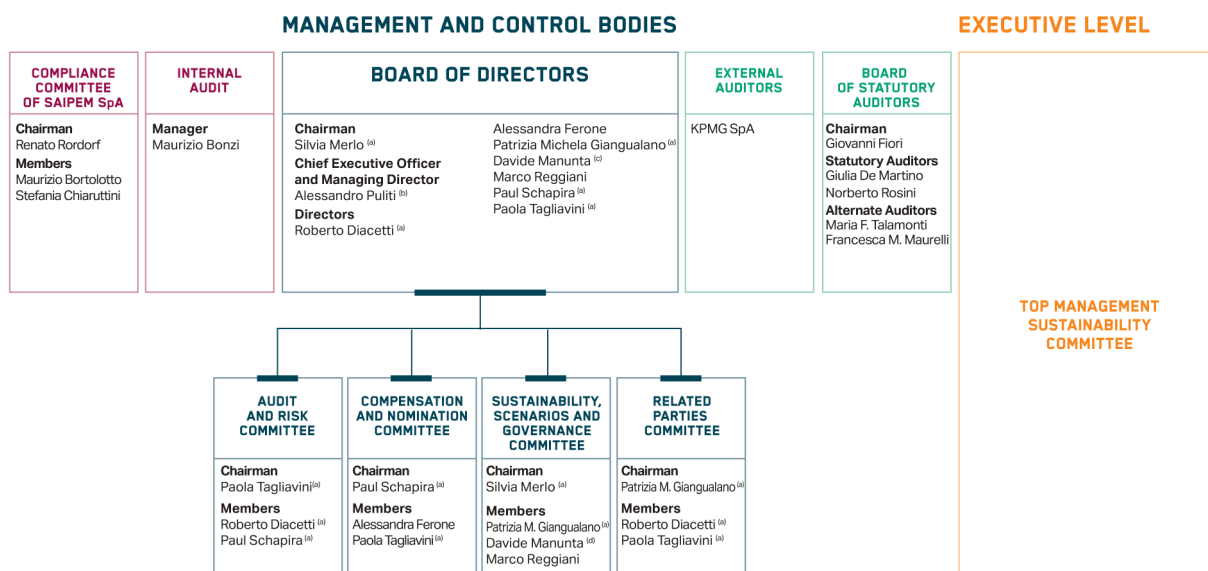 MANAGEMENT AND CONTROL BODIES
EXECUTIVE LEVEL
COMPLIANCE
COMMITTEE
OF SAIPEM SpA
Chairman
Renato Rordorf
Members
Maurizio Bortolotto
Stefania Chiaruttini
INTERNAL
AUDIT
Manager
Maurizio Bonzi
BOARD OF DIRECTORS
Chairman
Silvia Merlo (a)
Chief Executive Officer
and Managing Director
Alessandro Puliti (b)
Directors
Roberto Diacetti (a)
Alessandra Ferone
Patrizia Michela Giangualano (a)
Davide Manunta (c)
Marco Reggiani
Paul Schapira (a)
Paola Tagliavini (a)
EXTERNAL
AUDITORS
KPMG SpA
BOARD
OF STATUTORY
AUDITORS
Chairman
Giovanni Fiori
Statutory Auditors
Giulia De Martino
Norberto Rosini
Alternate Auditors
Maria F. Talamonti
Francesca M. Maurelli
TOP MANAGEMENT
SUSTAINABILITY
COMMITTEE
AUDIT
AND RISK
COMMITTEE
Chairman
Paola Tagliavini(a)
Members
Roberto Diacetti (a)
Paul Schapira (a)
COMPENSATION
AND NOMINATION
COMMITTEE
Chairman
Paul Schapira (a)
Members
Alessandra Ferone
Paola Tagliavini(a)
SUSTAINABILITY,
SCENARIOS AND
GOVERNANCE
COMMITTEE
Chairman
Silvia Merlo (a)
Members
Patrizia M. Giangualano(a)
Davide Manunta (d)
Marco Reggiani
RELATED
PARTIES
COMMITTEE
Chairman
Patrizia M. Giangualano(a)
Members
Roberto Diacetti (a)
Paola Tagliavini (a)